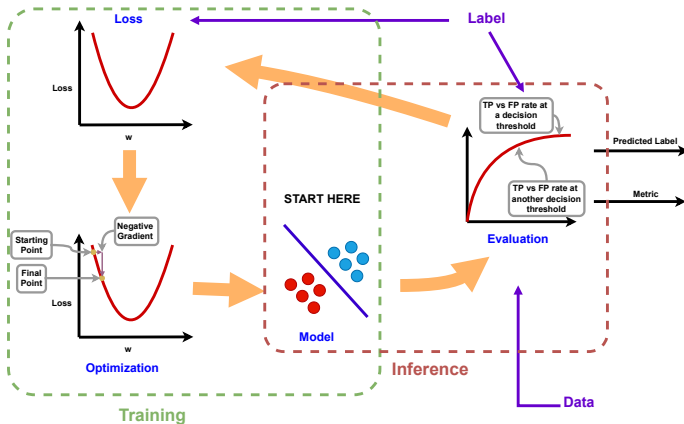 Loss
Label
Loss
w
TP vs FP rate at
a decision
threshold
Predicted Label
TP vs FP rate at
another decision
threshold
Metric
START HERE
Evaluation
Negative
Gradient
Starting
Point
Final
Point
Loss
w
Optimization
Model
Inference
Data
Training